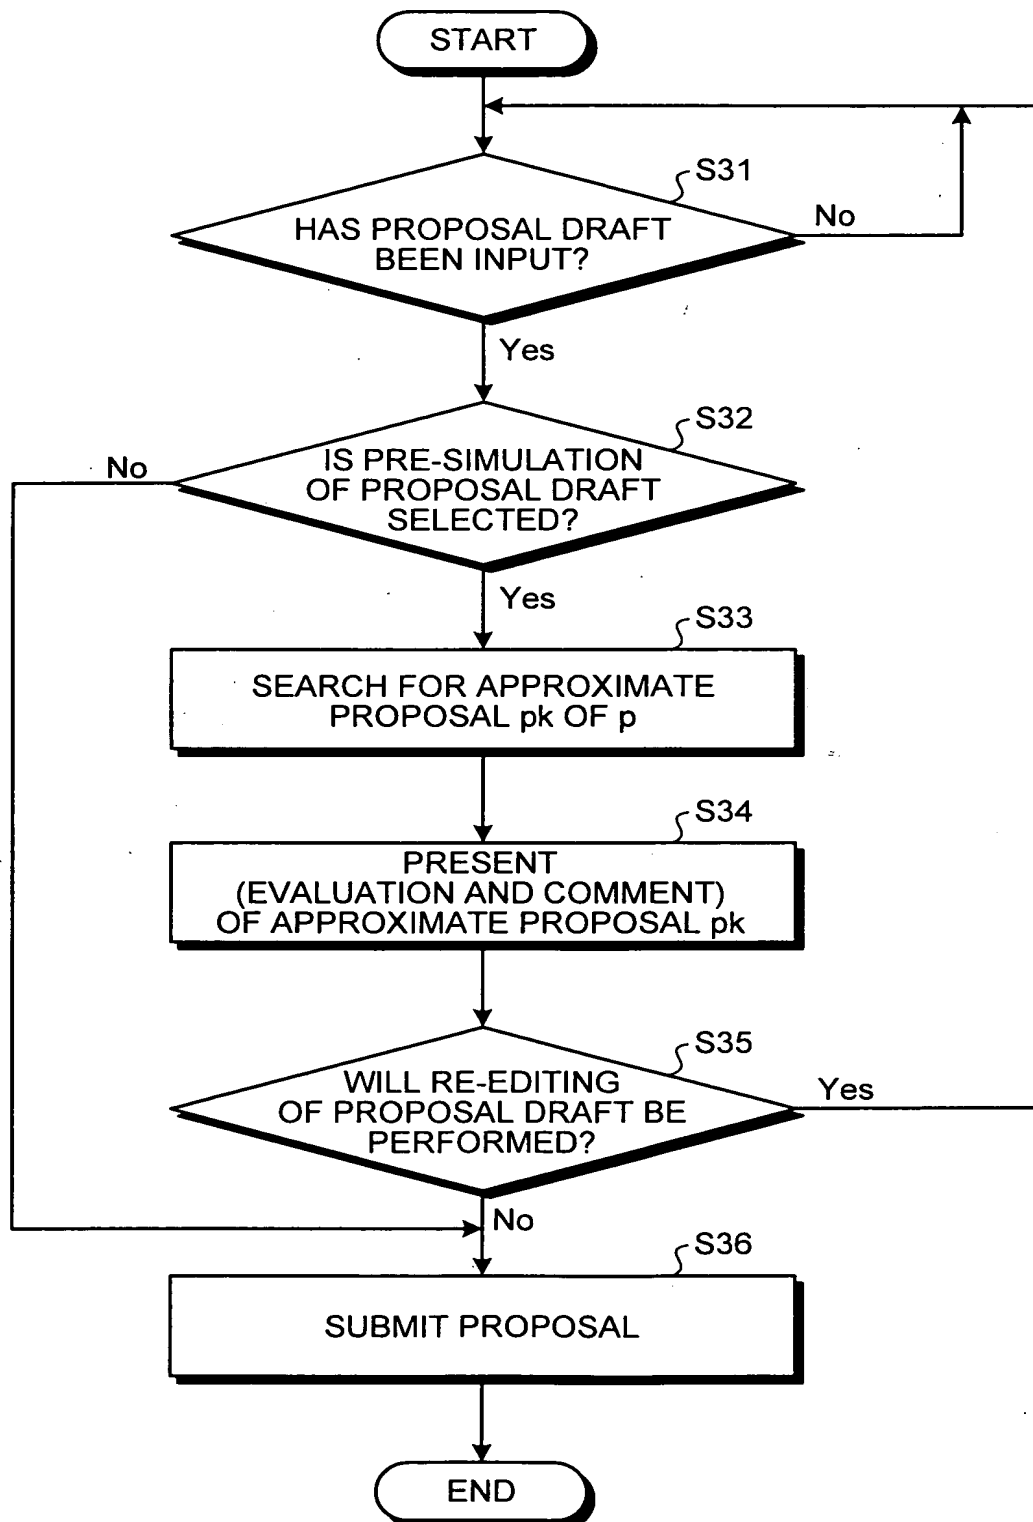 START
S31
HAS PROPOSAL DRAFT
BEEN INPUT?
No
Yes
S32
No
IS PRE-SIMULATION
OF PROPOSAL DRAFT
SELECTED?
Yes
S33
SEARCH FOR APPROXIMATE
PROPOSAL pk OF p
S34
PRESENT
(EVALUATION AND COMMENT)
OF APPROXIMATE PROPOSAL pk
S35
WILL RE-EDITING
OF PROPOSAL DRAFT BE
PERFORMED?
Yes
No
S36
SUBMIT PROPOSAL
END